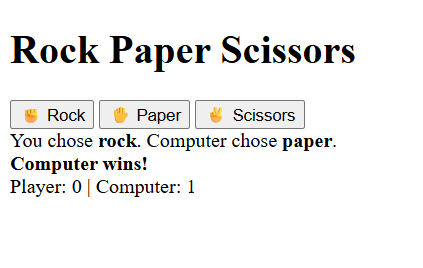 Rock Paper Scissors
✊ Rock ✋ Paper ✌ Scissors
You chose rock. Computer chose paper.
Computer wins!
Player: 0 | Computer: 1